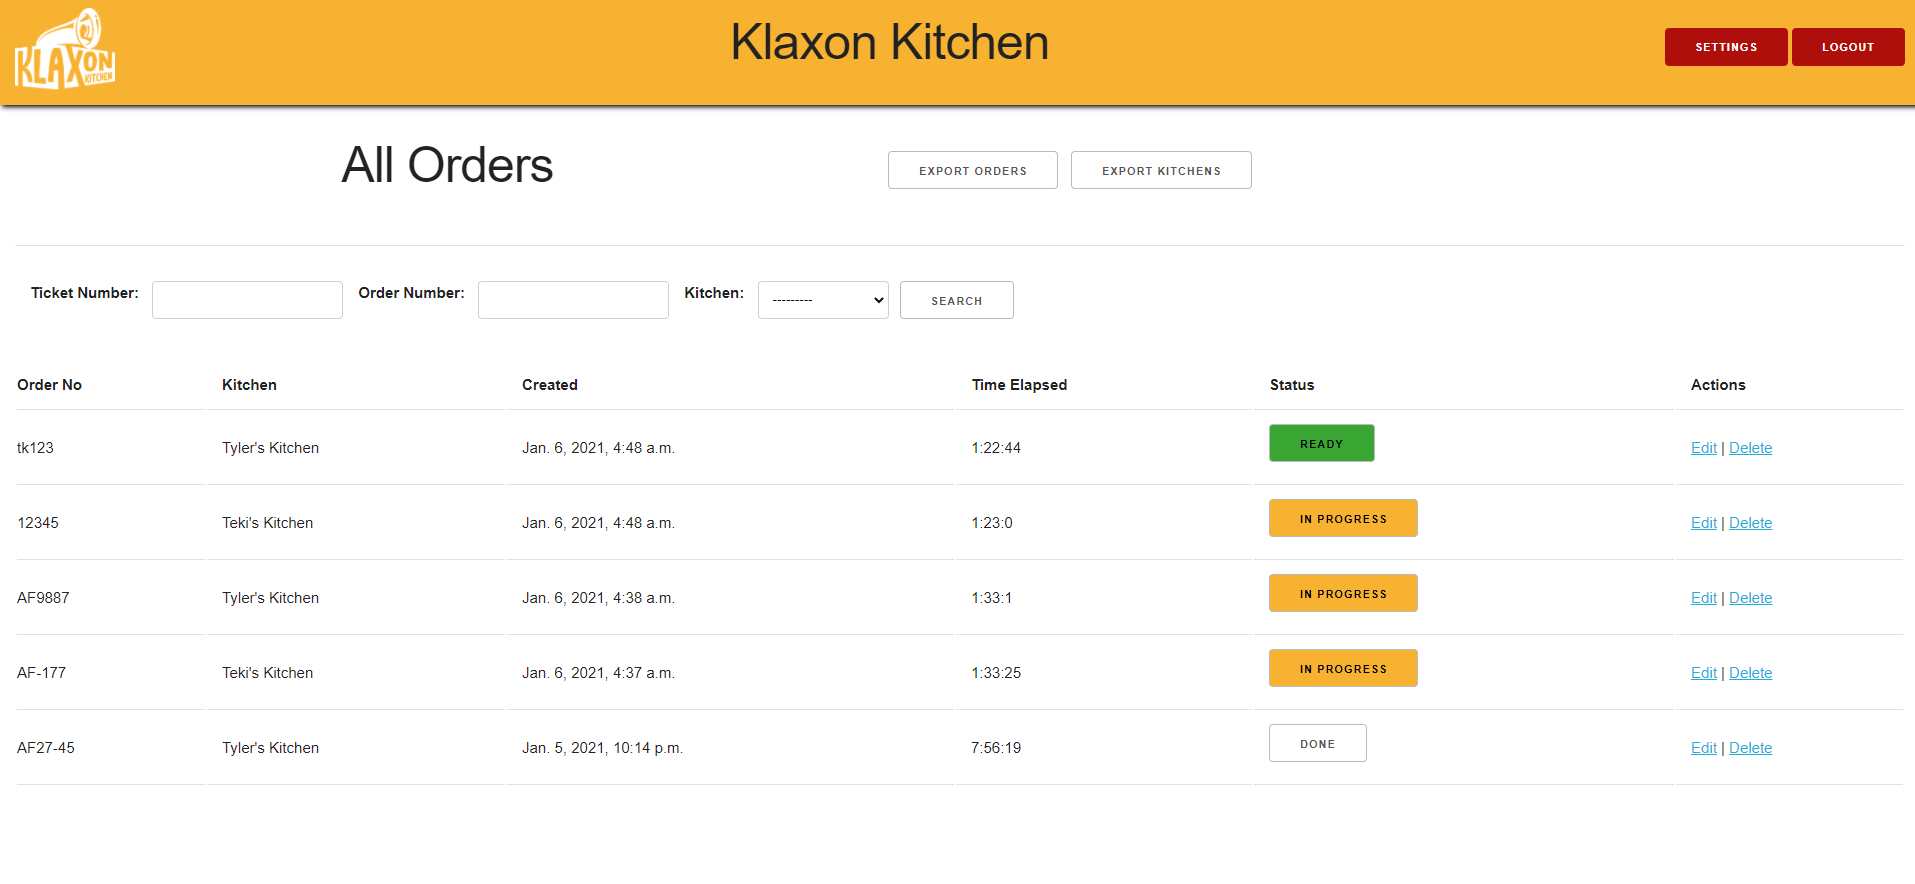 KLAXON
KITCHEN
Klaxon Kitchen
SETTINGS LOGOUT
All Orders
EXPORT ORDERS EXPORT KITCHENS
Ticket Number: Order Number: Kitchen: --------- SEARCH
Order No Kitchen Created Time Elapsed Status Actions
tk123 Tyler's Kitchen Jan. 6, 2021, 4:48 a.m. 1:22:44 READY Edit | Delete
12345 Teki's Kitchen Jan. 6, 2021, 4:48 a.m. 1:23:0 IN PROGRESS Edit | Delete
AF9887 Tyler's Kitchen Jan. 6, 2021, 4:38 a.m. 1:33:1 IN PROGRESS Edit | Delete
AF-177 Teki's Kitchen Jan. 6, 2021, 4:37 a.m. 1:33:25 IN PROGRESS Edit | Delete
AF27-45 Tyler's Kitchen Jan. 5, 2021, 10:14 p.m. 7:56:19 DONE Edit | Delete